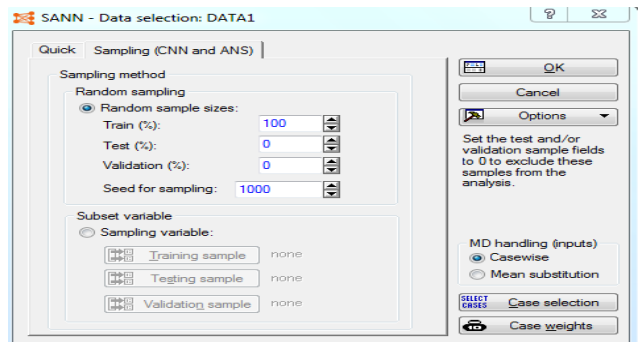 SANN - Data selection: DATA1
?
Quick
Sampling (CNN and ANS)
Sampling method
Random sampling
Random sample sizes:
Train (%): 100
Test (%): 0
Validation (%): 0
Seed for sampling: 1000
Subset variable
Sampling variable:
Training sample none
Testing sample none
Validation sample none
OK
Cancel
Options
Set the test and/or
validation sample fields
to 0 to exclude these
samples from the
analysis.
MD handling (inputs)
Casewise
Mean substitution
SELECT
CASES
Case selection
Case weights